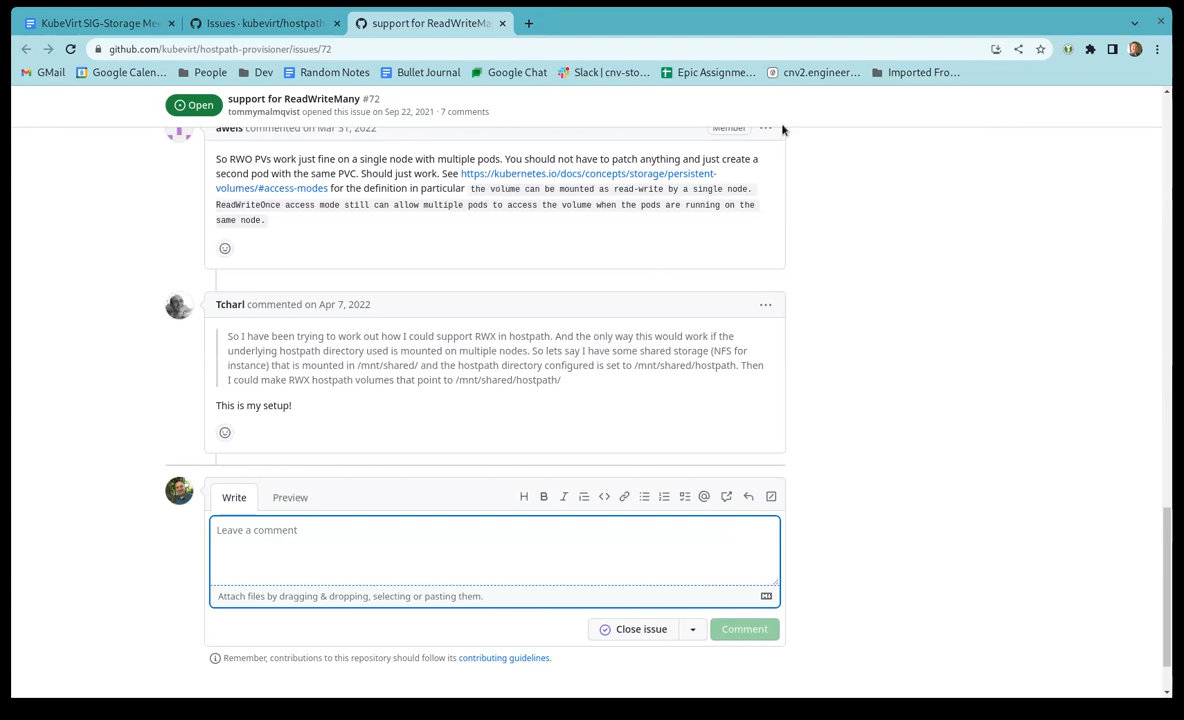 KubeVirt SIG-Storage Me
Issues · kubevirt/hostpath
support for ReadWriteMa
github.com/kubevirt/hostpath-provisioner/issues/72
GMail
Google Calen...
People
Dev
Random Notes
Bullet Journal
Google Chat
Slack | cnv-sto...
Epic Assignme...
cnv2.engineer...
Imported Fro...
Open
support for ReadWriteMany #72
tommymalmqvist opened this issue on Sep 22, 2021 · 7 comments
awels commented on Mar 31, 2022
Member
So RWO PVs work just fine on a single node with multiple pods. You should not have to patch anything and just create a
second pod with the same PVC. Should just work. See https://kubernetes.io/docs/concepts/storage/persistent-
volumes/#access-modes for the definition in particular the volume can be mounted as read-write by a single node.
ReadWriteOnce access mode still can allow multiple pods to access the volume when the pods are running on the
same node.
Tcharl commented on Apr 7, 2022
So I have been trying to work out how I could support RWX in hostpath. And the only way this would work if the
underlying hostpath directory used is mounted on multiple nodes. So lets say I have some shared storage (NFS for
instance) that is mounted in /mnt/shared/ and the hostpath directory configured is set to /mnt/shared/hostpath. Then
I could make RWX hostpath volumes that point to /mnt/shared/hostpath/
This is my setup!
Write
Preview
Leave a comment
Attach files by dragging & dropping, selecting or pasting them.
Close issue
Comment
Remember, contributions to this repository should follow its contributing guidelines.